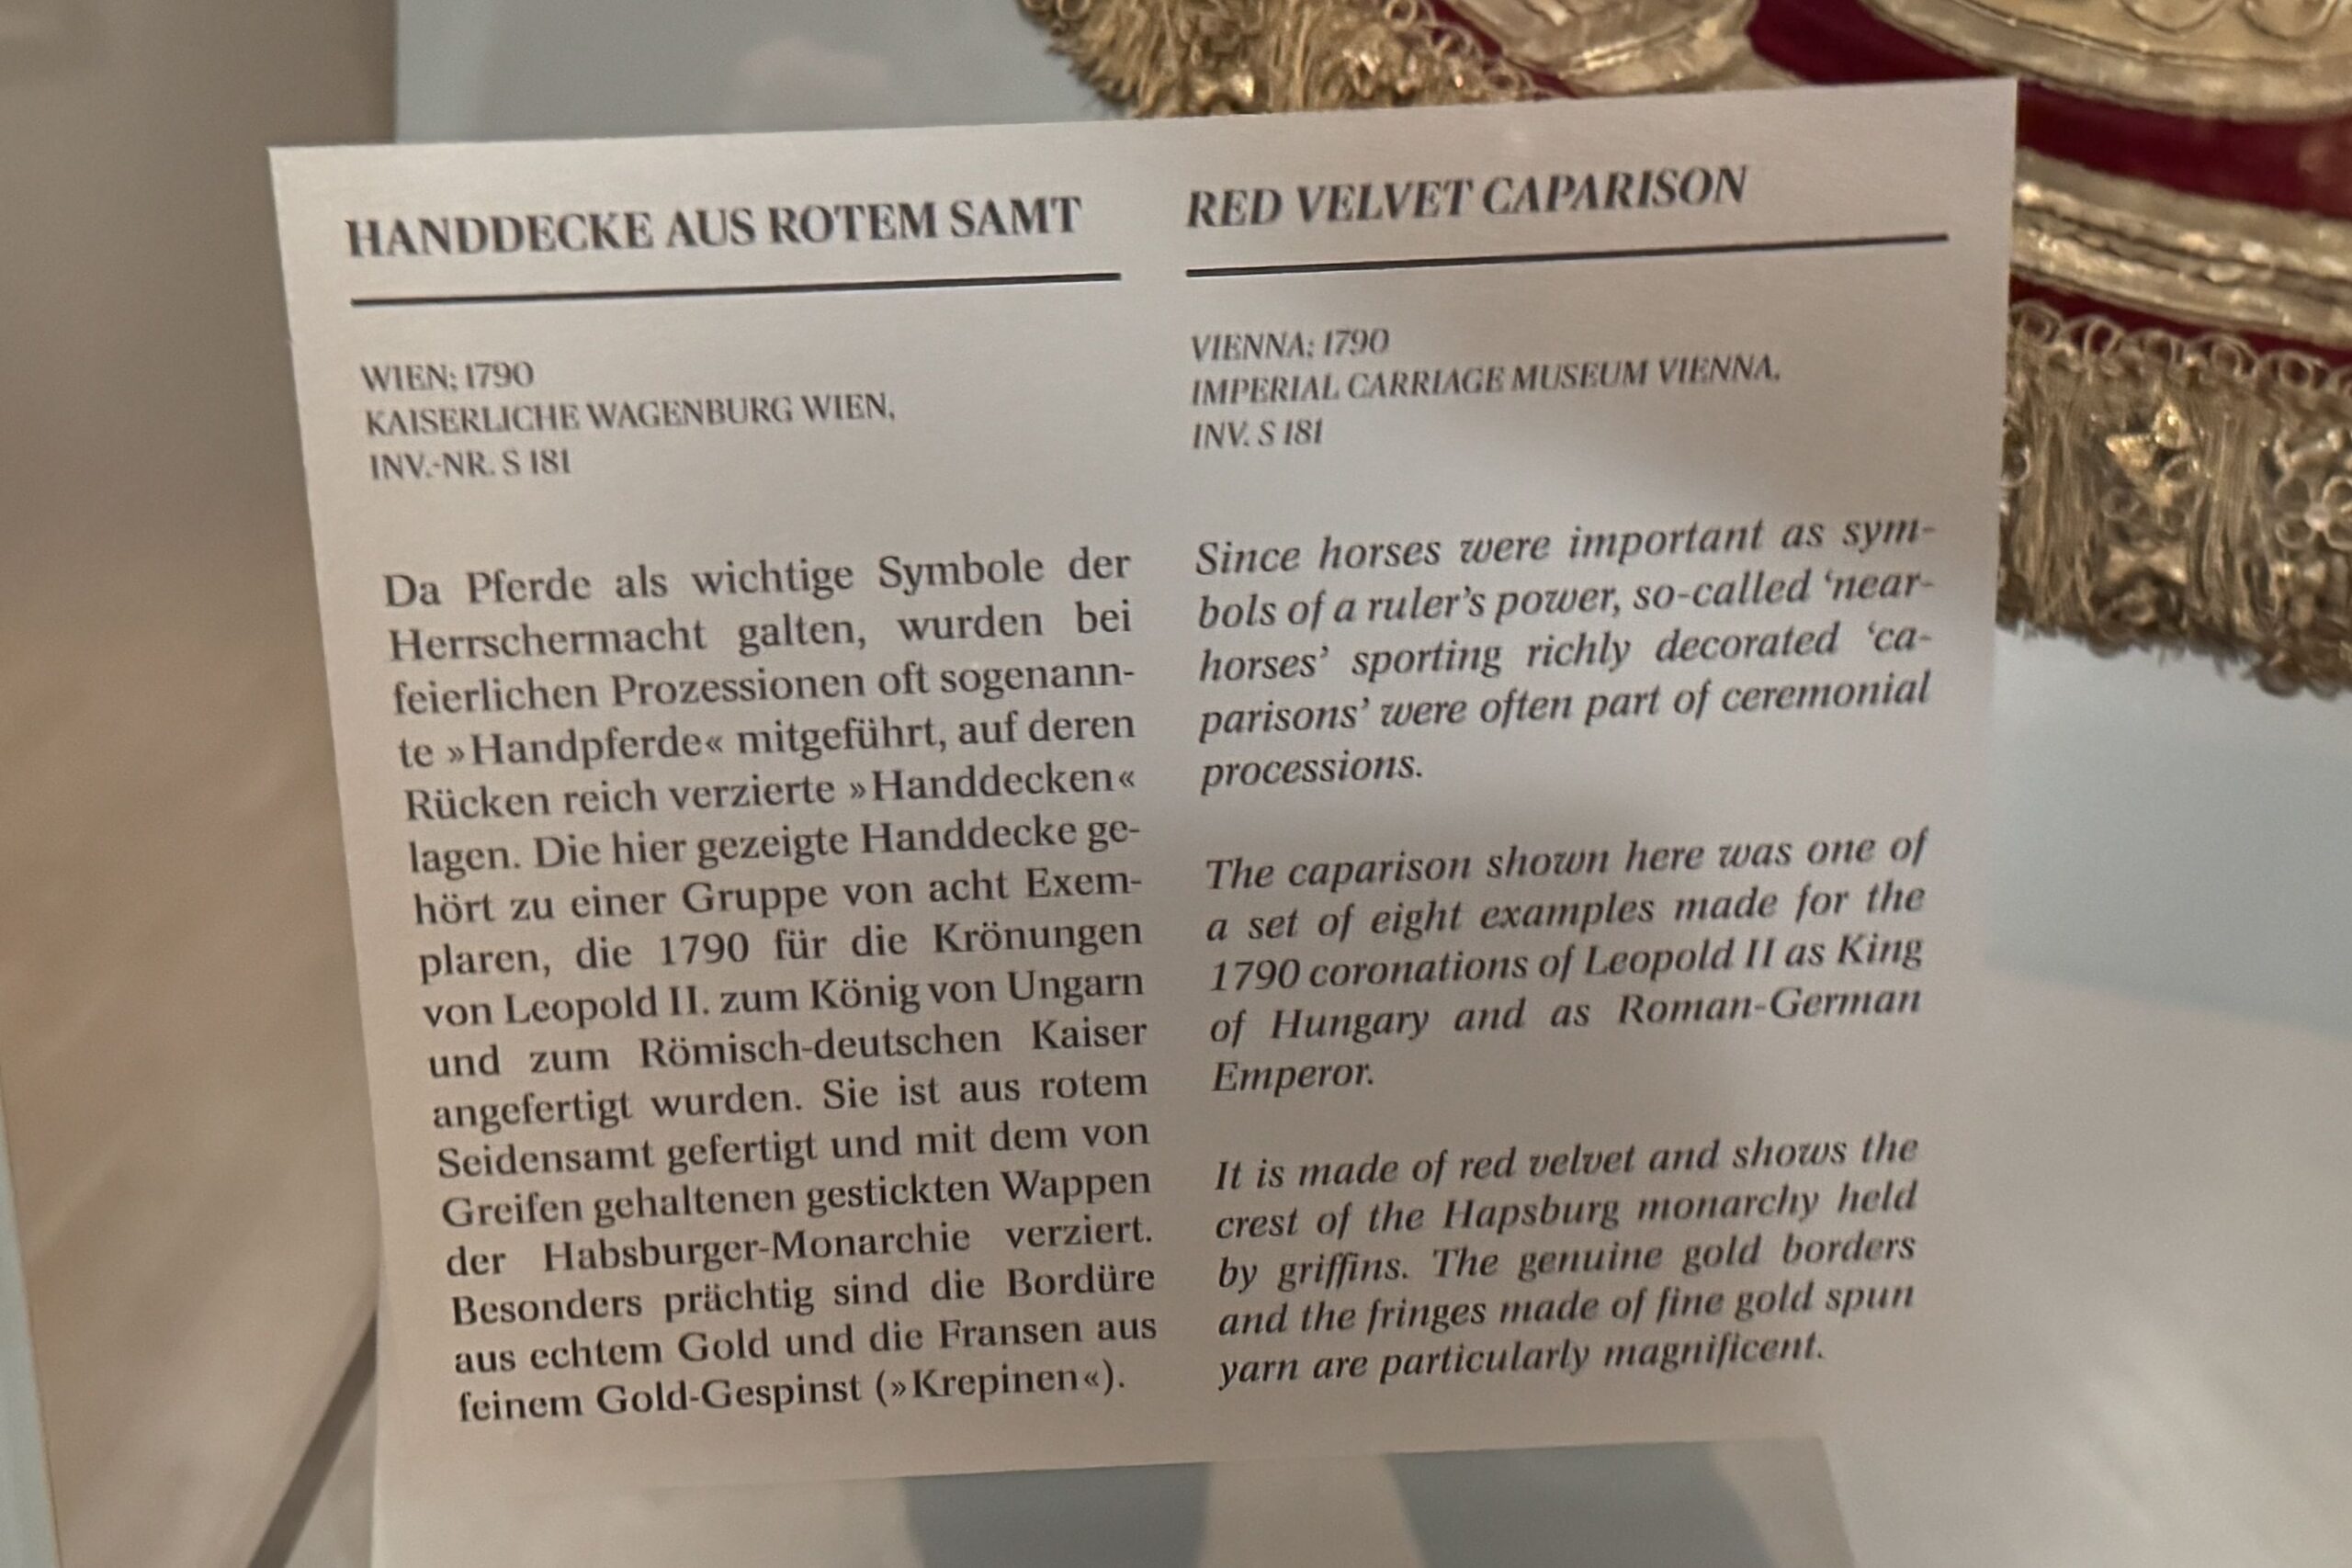 HANDDECKE AUS ROTEM SAMT
WIEN; 1790
KAISERLICHE WAGENBURG WIEN,
INV.-NR. S 181
Da Pferde als wichtige Symbole der
Herrschermacht galten, wurden bei
feierlichen Prozessionen oft sogenann-
te »Handpferde« mitgeführt, auf deren
Rücken reich verzierte »Handdecken«
lagen. Die hier gezeigte Handdecke ge-
hört zu einer Gruppe von acht Exem-
plaren, die 1790 für die Krönungen
von Leopold II. zum König von Ungarn
und zum Römisch-deutschen Kaiser
angefertigt wurden. Sie ist aus rotem
Seidensamt gefertigt und mit dem von
Greifen gehaltenen gestickten Wappen
der Habsburger-Monarchie verziert.
Besonders prächtig sind die Bordüre
aus echtem Gold und die Fransen aus
feinem Gold-Gespinst (»Krepinen«).
RED VELVET CAPARISON
VIENNA; 1790
IMPERIAL CARRIAGE MUSEUM VIENNA,
INV. S 181
Since horses were important as sym-
bols of a ruler's power, so-called ‘near-
horses’ sporting richly decorated ‘ca-
parisons’ were often part of ceremonial
processions.
The caparison shown here was one of
a set of eight examples made for the
1790 coronations of Leopold II as King
of Hungary and as Roman-German
Emperor.
It is made of red velvet and shows the
crest of the Hapsburg monarchy held
by griffins. The genuine gold borders
and the fringes made of fine gold spun
yarn are particularly magnificent.